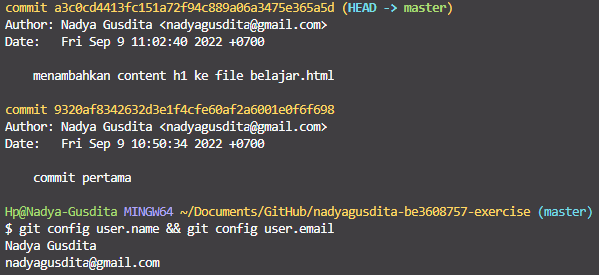 commit a3c0cd4413fc151a72f94c889a06a3475e365a5d (HEAD -> master)
Author: Nadya Gusdita <nadyagusdita@gmail.com>
Date:   Fri Sep 9 11:02:40 2022 +0700
menambahkan content h1 ke file belajar.html
commit 9320af8342632d3e1f4cfe60af2a6001e0f6f698
Author: Nadya Gusdita <nadyagusdita@gmail.com>
Date:   Fri Sep 9 10:50:34 2022 +0700
commit pertama
Hp@Nadya-Gusdita MINGW64 ~/Documents/GitHub/nadyagusdita-be3608757-exercise (master)
$ git config user.name && git config user.email
Nadya Gusdita
nadyagusdita@gmail.com